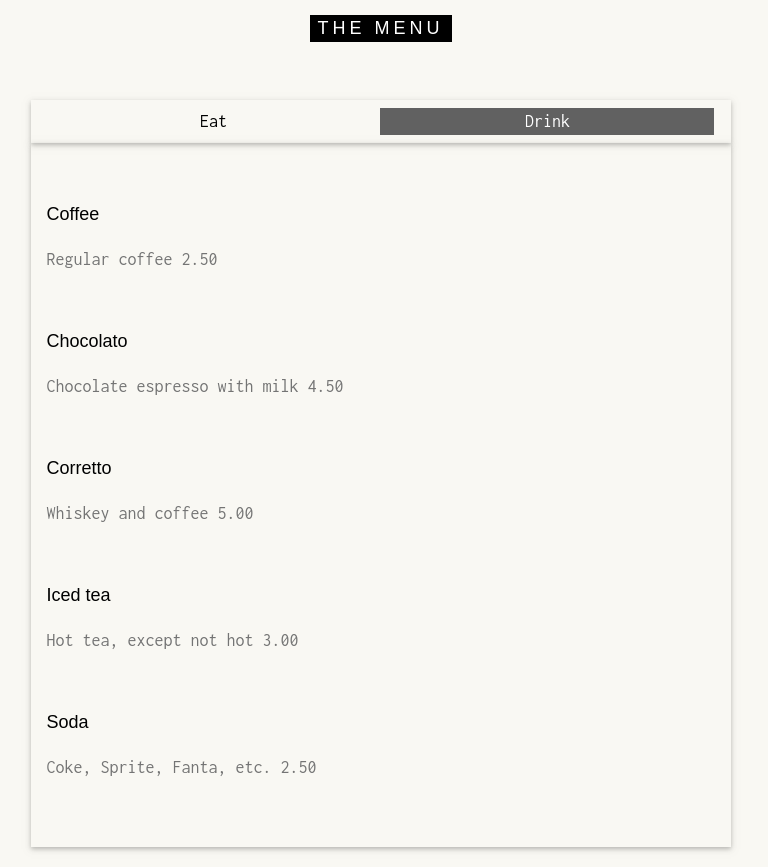 THE MENU
Eat Drink
Coffee
Regular coffee 2.50
Chocolato
Chocolate espresso with milk 4.50
Corretto
Whiskey and coffee 5.00
Iced tea
Hot tea, except not hot 3.00
Soda
Coke, Sprite, Fanta, etc. 2.50